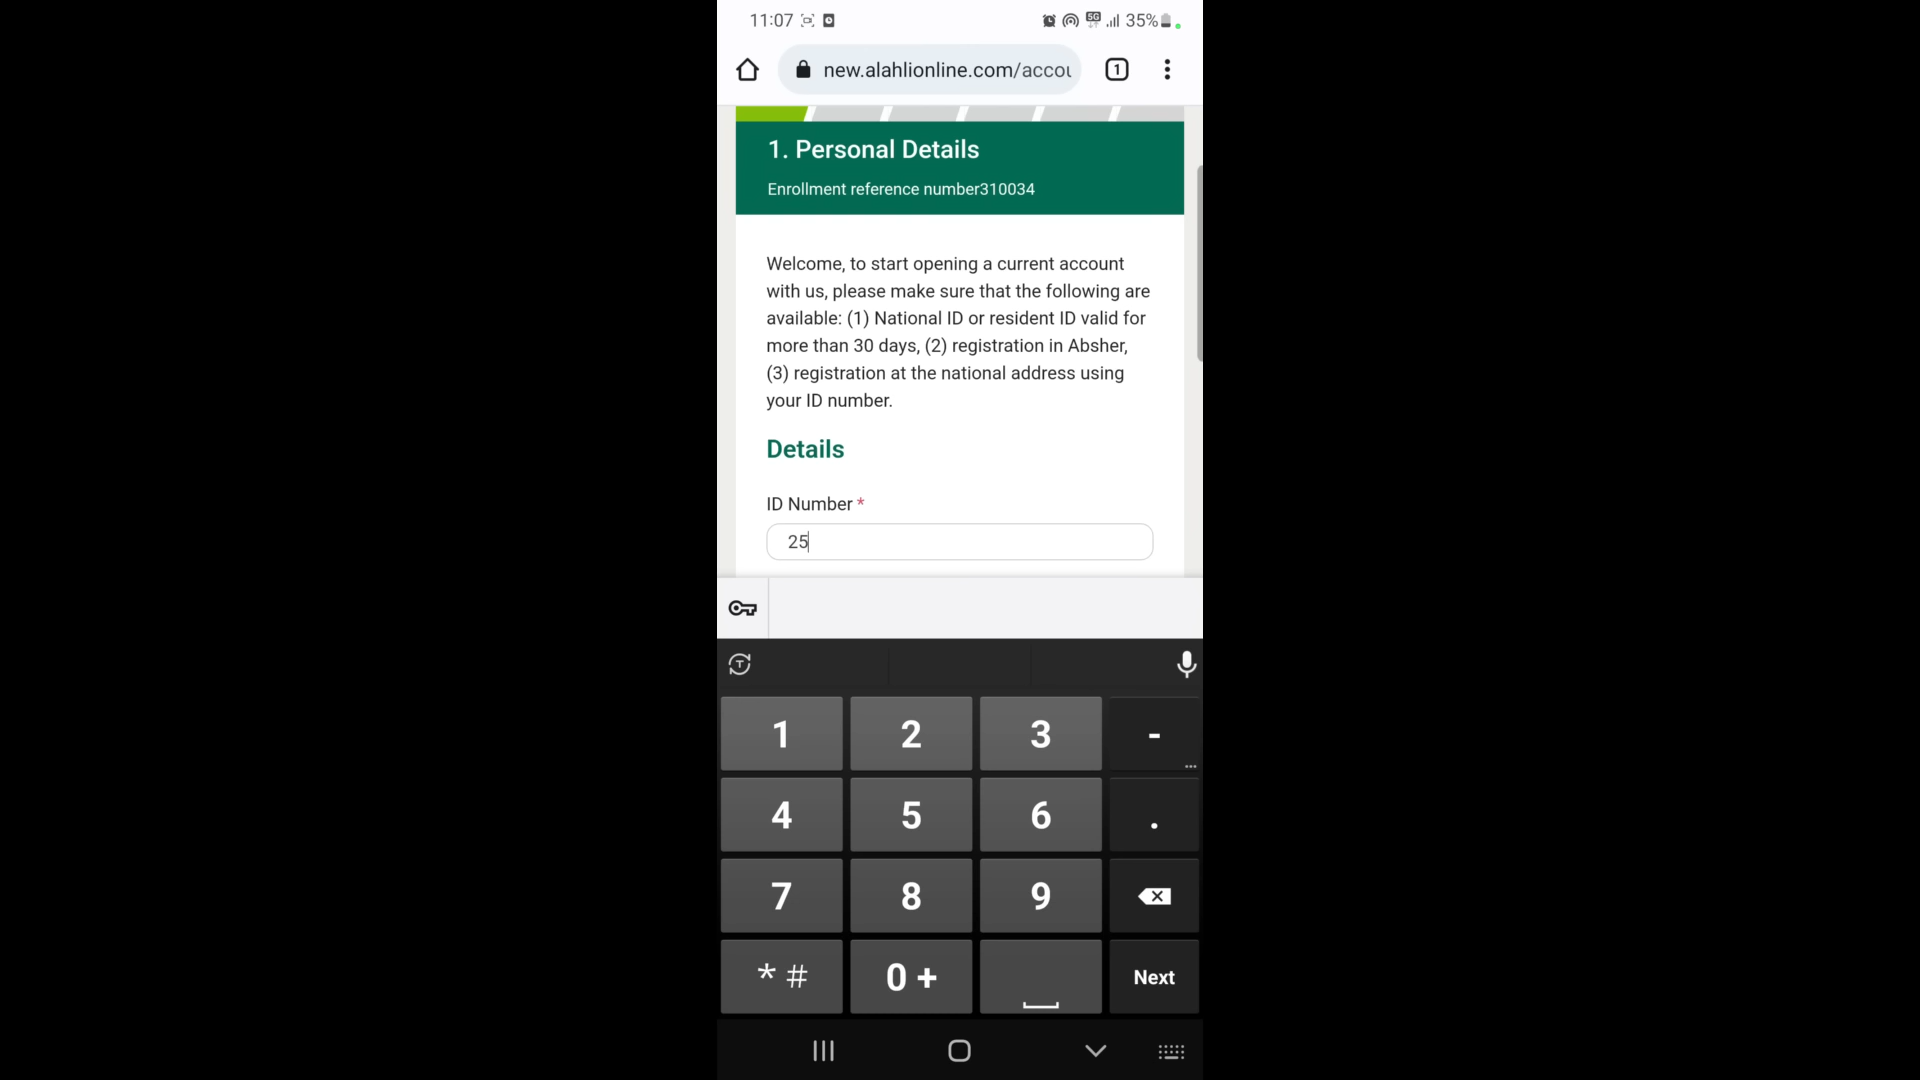 11:07
5G
35%
new.alahlionline.com/accou
1
1. Personal Details
Enrollment reference number310034
Welcome, to start opening a current account
with us, please make sure that the following are
available: (1) National ID or resident ID valid for
more than 30 days, (2) registration in Absher,
(3) registration at the national address using
your ID number.
Details
ID Number *
25
T
1 2 3 -
...
4 5 6 .
7 8 9
* # 0 + Next